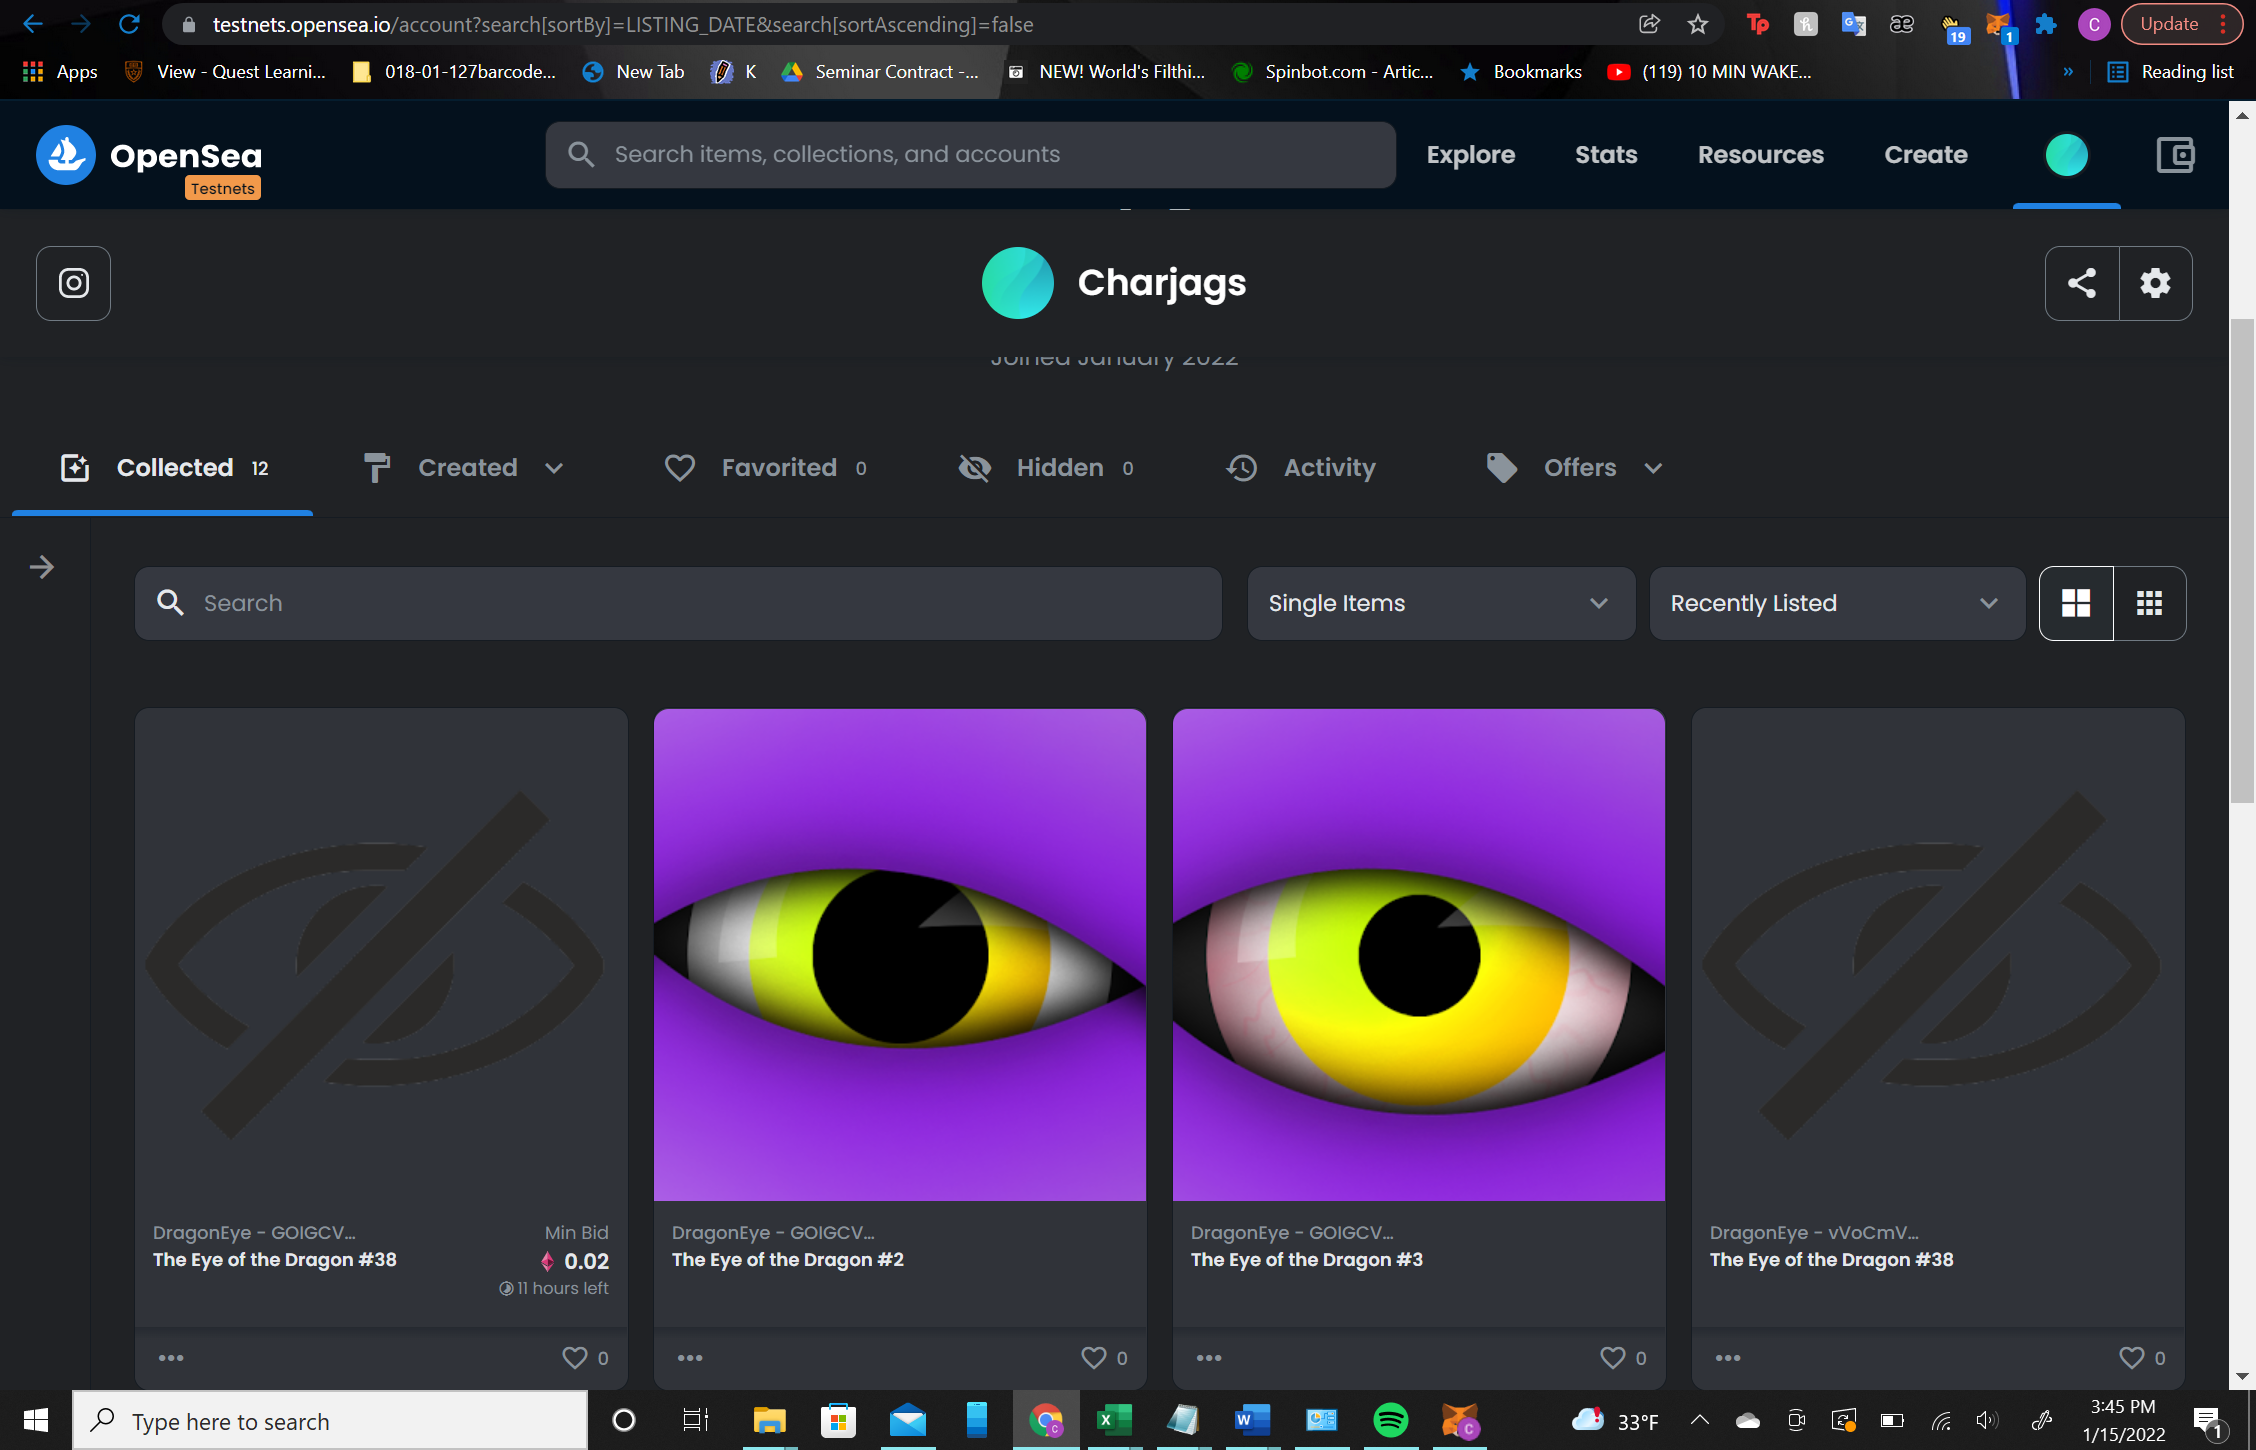 testnets.opensea.io/account?search[sortBy]=LISTING_DATE&search[sortAscending]=false
Tp
19
1
C
Update
Apps
View - Quest Learni...
018-01-127barcode...
New Tab
K
Seminar Contract -...
NEW! World's Filthi...
Spinbot.com - Artic...
Bookmarks
(119) 10 MIN WAKE...
»
Reading list
OpenSea
Testnets
Search items, collections, and accounts
Explore
Stats
Resources
Create
Charjags
Joined January 2022
Collected 12
Created
Favorited 0
Hidden 0
Activity
Offers
Search
Single Items
Recently Listed
DragonEye - GOIGCV...
The Eye of the Dragon #38
Min Bid
0.02
11 hours left
0
DragonEye - GOIGCV...
The Eye of the Dragon #2
0
DragonEye - GOIGCV...
The Eye of the Dragon #3
0
DragonEye - vVoCmV...
The Eye of the Dragon #38
0
Type here to search
33°F
3:45 PM
1/15/2022
1